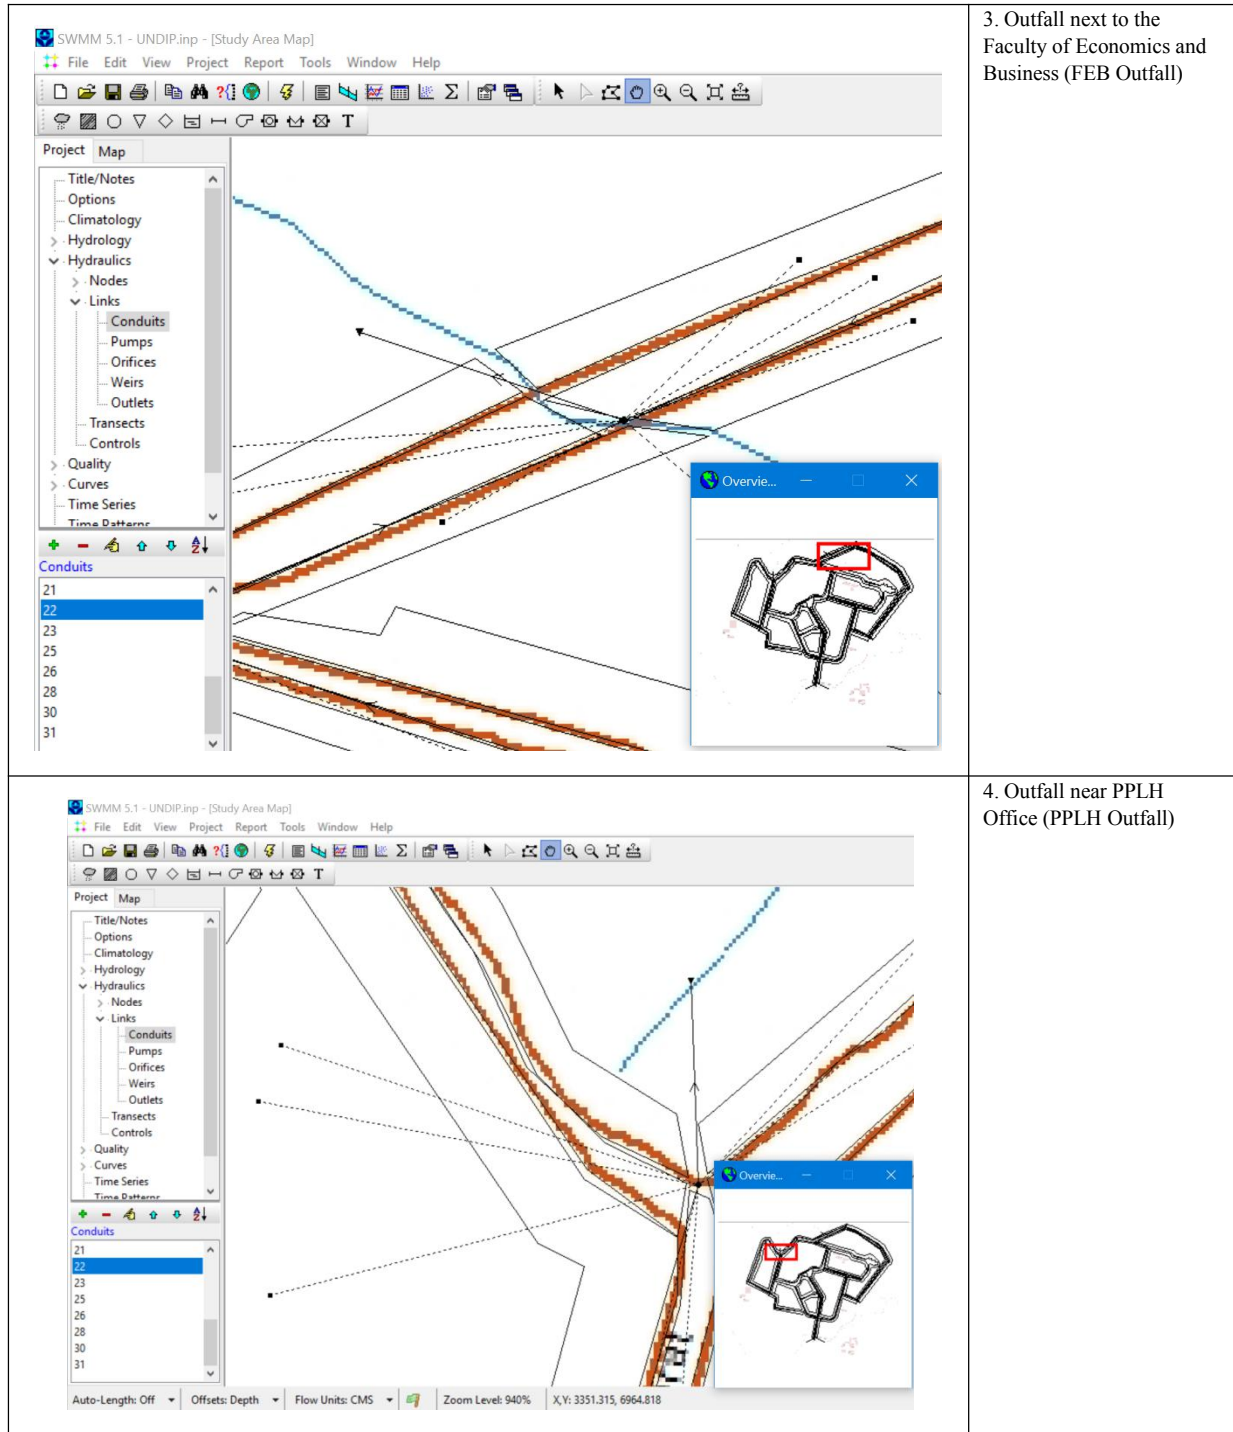 3. Outfall next to the
Faculty of Economics and
Business (FEB Outfall)
SWMM 5.1 - UNDIP.inp - [Study Area Map]
File Edit View Project Report Tools Window Help
T
Project Map
Title/Notes
Options
Climatology
Hydrology
Hydraulics
Nodes
Links
Conduits
Pumps
Orifices
Weirs
Outlets
Transects
Controls
Quality
Curves
Time Series
Time Patterns
Conduits
21
22
23
25
26
28
30
31
Overvie...
4. Outfall near PPLH
Office (PPLH Outfall)
SWMM 5.1 - UNDIP.inp - [Study Area Map]
File Edit View Project Report Tools Window Help
T
Project Map
Title/Notes
Options
Climatology
Hydrology
Hydraulics
Nodes
Links
Conduits
Pumps
Orifices
Weirs
Outlets
Transects
Controls
Quality
Curves
Time Series
Time Patterns
Conduits
21
22
23
25
26
28
30
31
Overvie...
Auto-Length: Off Offsets: Depth Flow Units: CMS Zoom Level: 940% X,Y: 3351.315, 6964.818